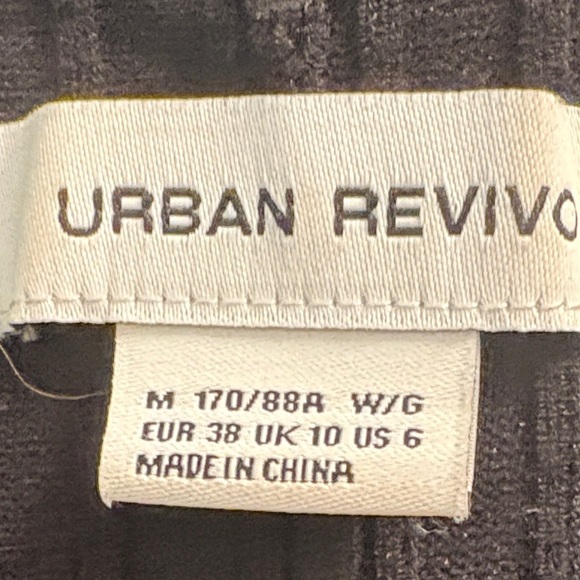 URBAN REVIVO
M 170/88A W/G
EUR 38 UK 10 US 6
MADE IN CHINA